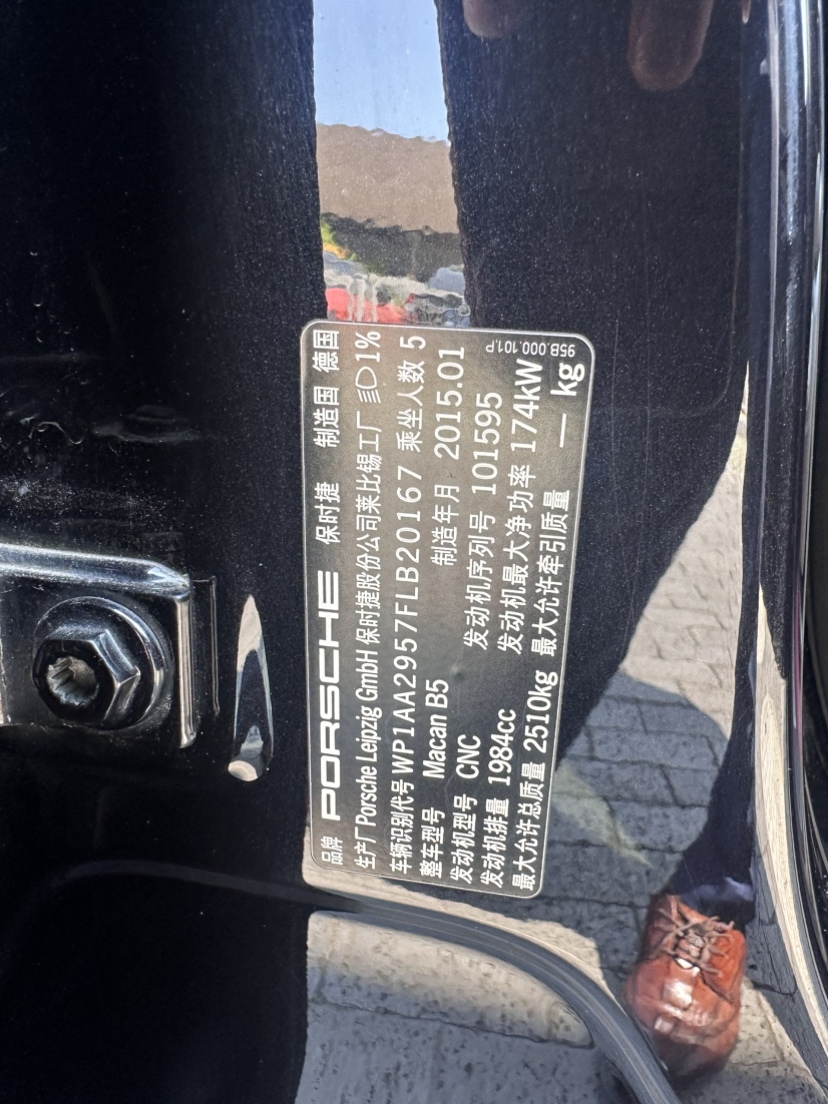 品牌 PORSCHE 保时捷 制造国 德国
生产厂 Porsche Leipzig GmbH 保时捷股份公司莱比锡工厂 1%
车辆识别代号 WP1AA2957FLB20167 乘坐人数 5
整车型号 Macan B5 制造年月 2015.01
发动机型号 CNC 发动机序列号 101595
发动机排量 1984cc 发动机最大净功率 174kW
最大允许总质量 2510kg 最大允许牵引质量 — kg
95B.000.101.P